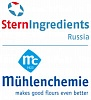 SternIngredients
Russia
mc
Mühlenchemie
makes good flours even better